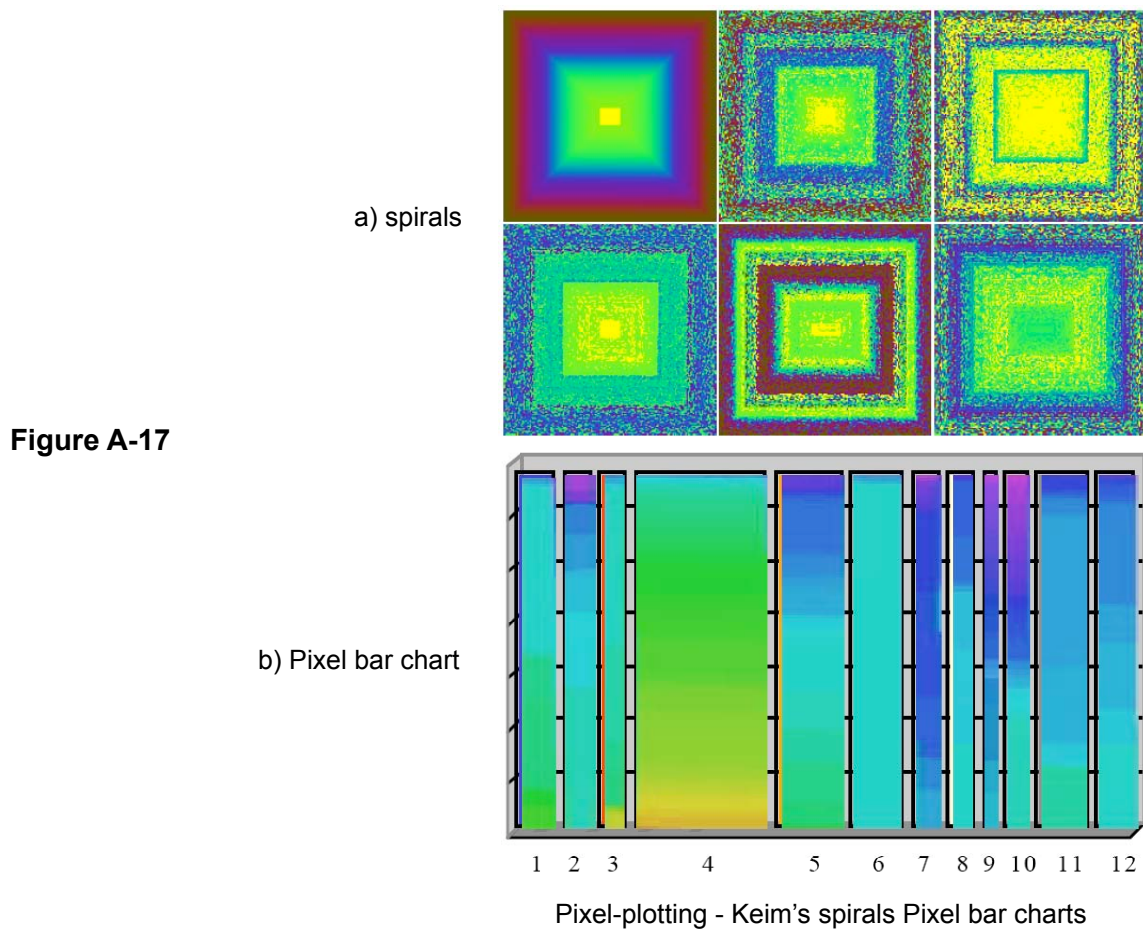 a) spirals
Figure A-17
b) Pixel bar chart
1 2 3 4 5 6 7 8 9 10 11 12
Pixel-plotting - Keim's spirals Pixel bar charts